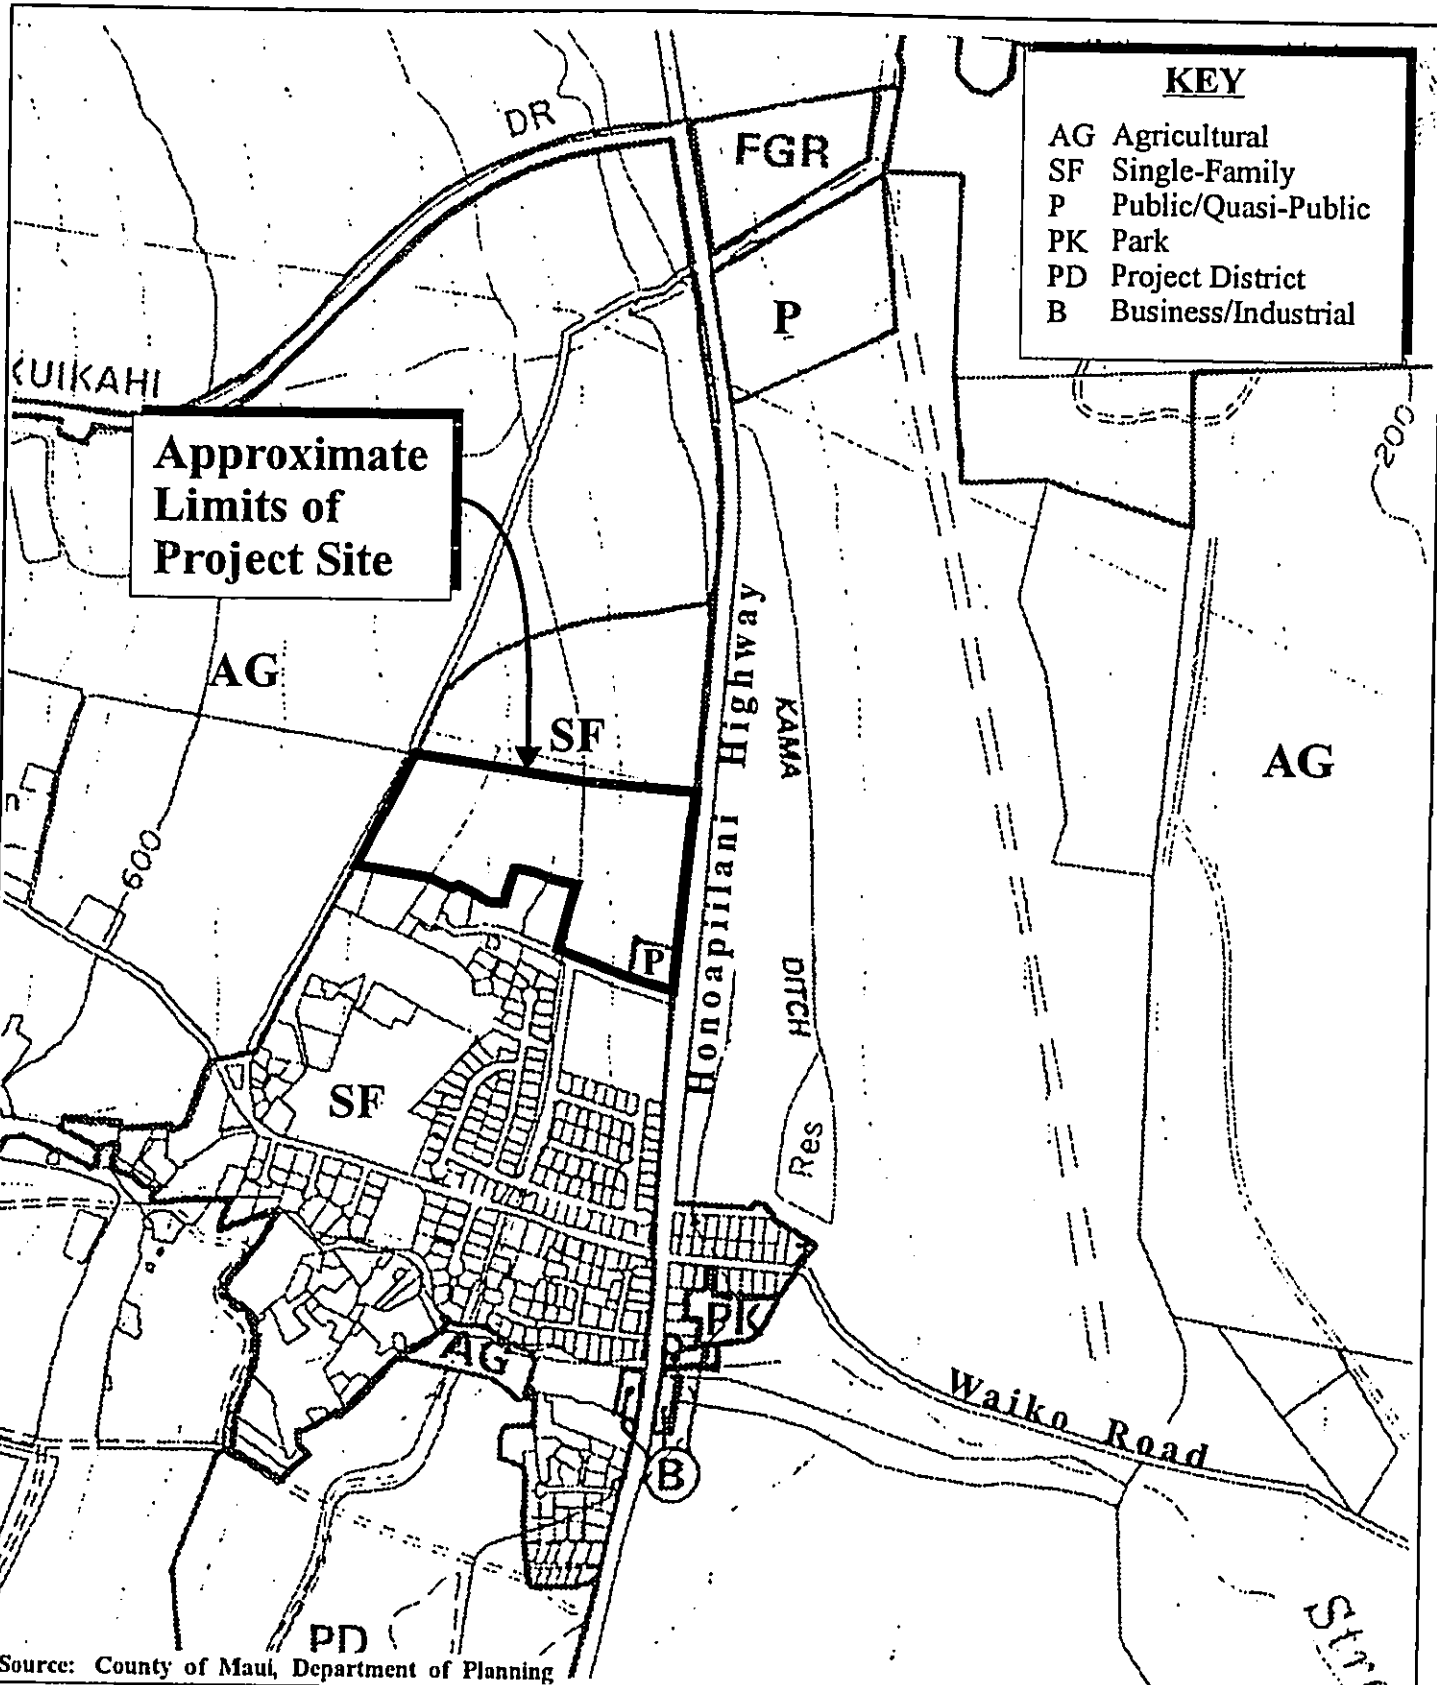 KEY
AG Agricultural
SF Single-Family
P Public/Quasi-Public
PK Park
PD Project District
B Business/Industrial
DR
FGR
P
KUIKAHI
Approximate
Limits of
Project Site
200
AG
SF
Honoapiilani Highway
KAMA
DITCH
AG
600
P
SF
Res
PK
AG
Waiko Road
B
PD
Source: County of Maui, Department of Planning